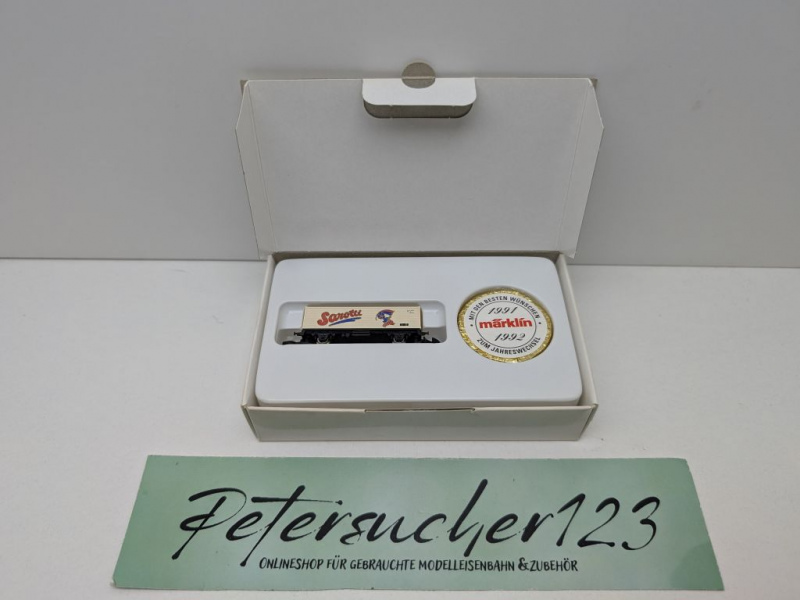 Sarotti
MIT DEN BESTEN WÜNSCHEN
1991
märklin
1992
ZUM JAHRESWECHSEL
Petersucher123
ONLINESHOP FÜR GEBRAUCHTE MODELLEISENBAHN & ZUBEHÖR